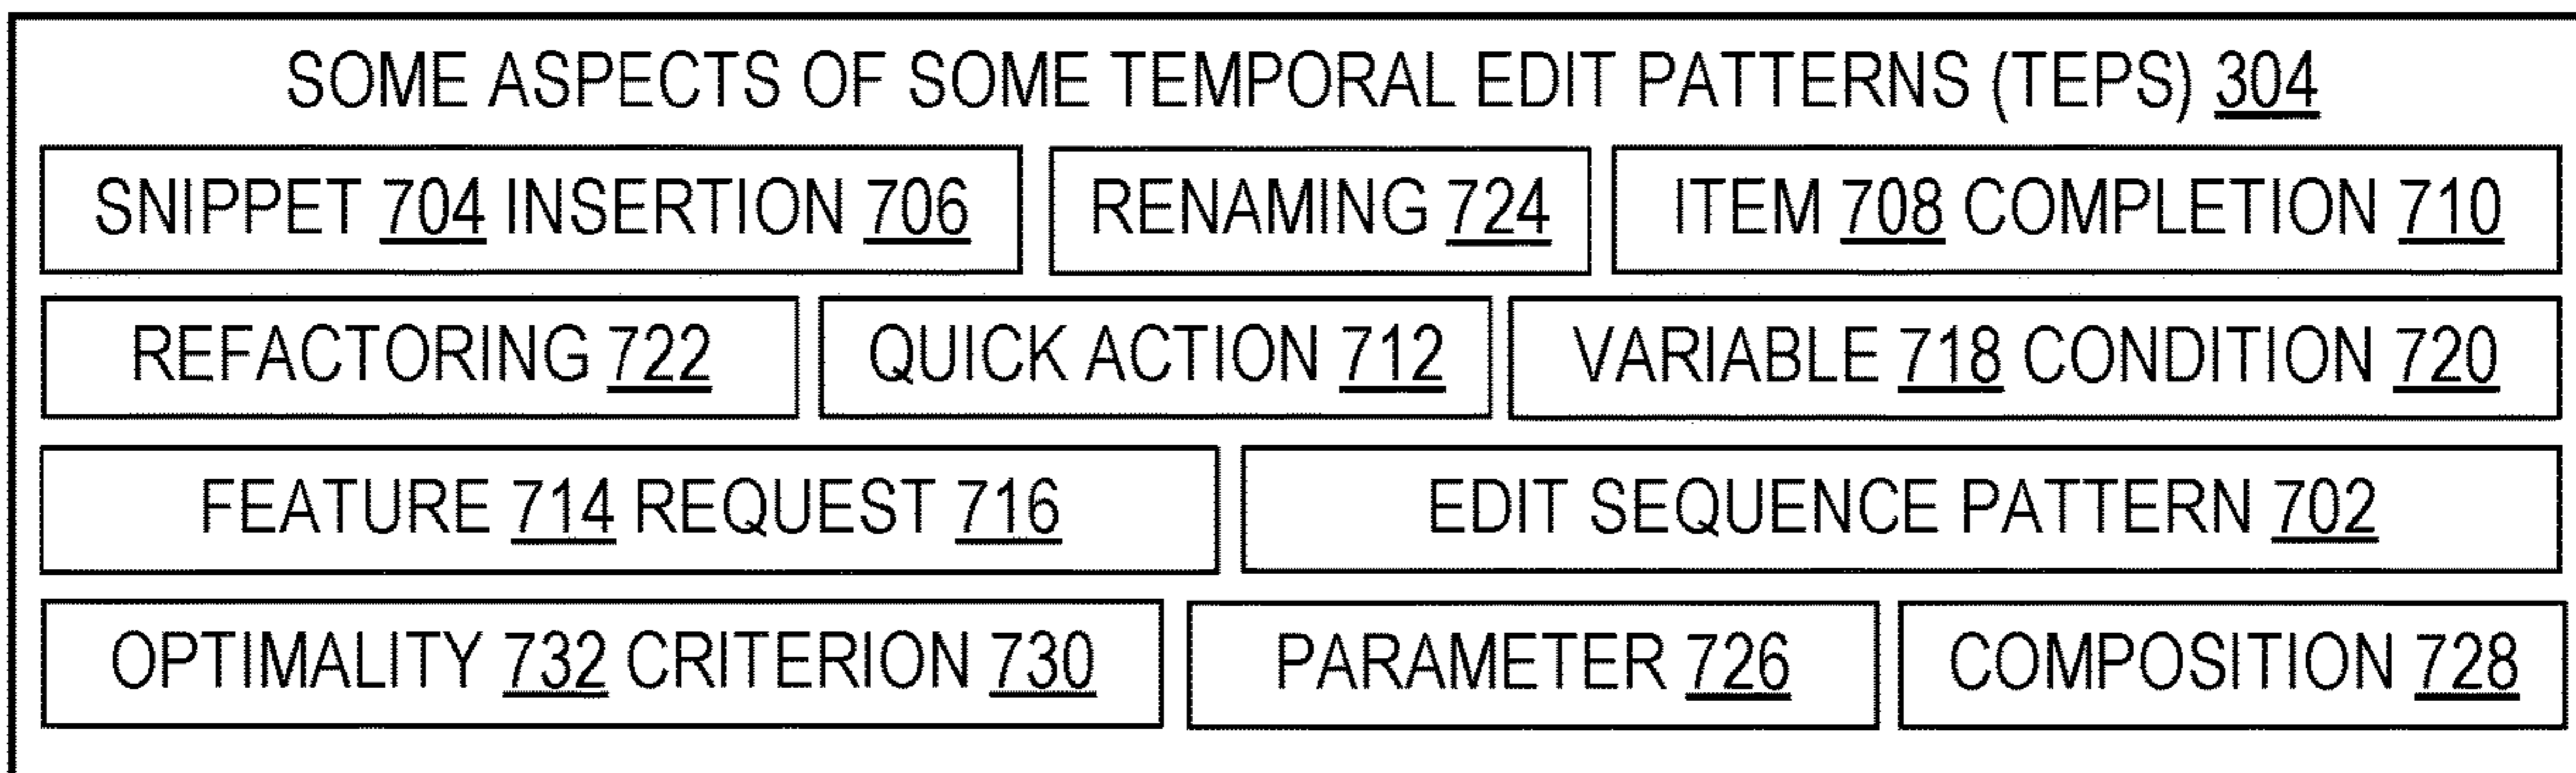 SOME ASPECTS OF SOME TEMPORAL EDIT PATTERNS (TEPS) 304
SNIPPET 704 INSERTION 706
RENAMING 724
ITEM 708 COMPLETION 710
REFACTORING 722
QUICK ACTION 712
VARIABLE 718 CONDITION 720
FEATURE 714 REQUEST 716
EDIT SEQUENCE PATTERN 702
OPTIMALITY 732 CRITERION 730
PARAMETER 726
COMPOSITION 728